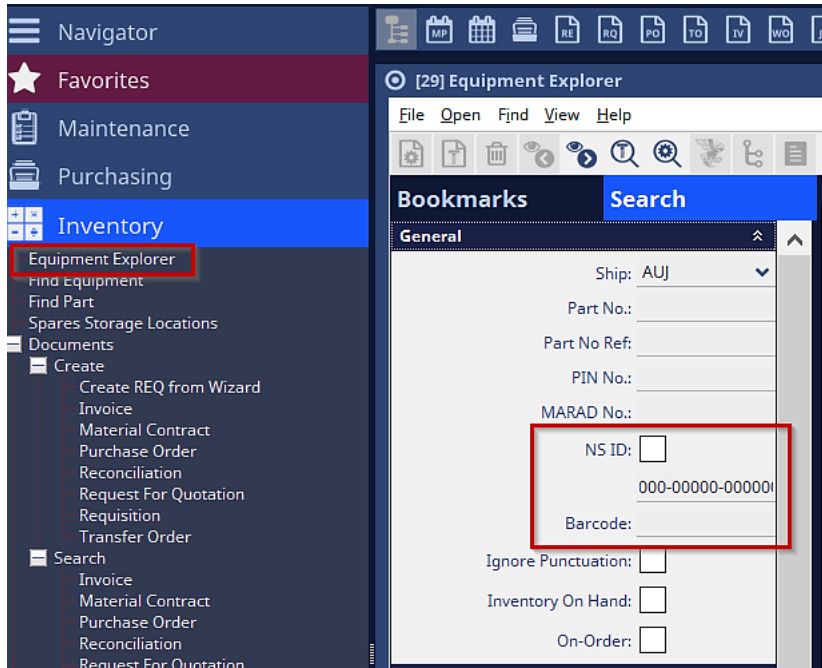 Navigator
Favorites
Maintenance
Purchasing
Inventory
Equipment Explorer
Find Equipment
Find Part
Spares Storage Locations
Documents
Create
Create REQ from Wizard
Invoice
Material Contract
Purchase Order
Reconciliation
Request For Quotation
Requisition
Transfer Order
Search
Invoice
Material Contract
Purchase Order
Reconciliation
Request For Quotation
MP RE RQ PO TO IV WO
[29] Equipment Explorer
File Open Find View Help
Bookmarks Search
General
Ship: AUJ
Part No.:
Part No Ref:
PIN No.:
MARAD No.:
NS ID:
000-00000-000000
Barcode:
Ignore Punctuation:
Inventory On Hand:
On-Order: